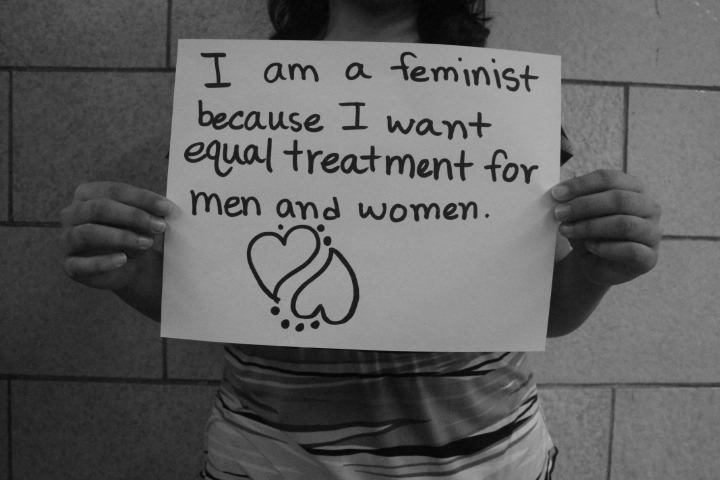 I am a feminist
because I want
equal treatment for
men and women.